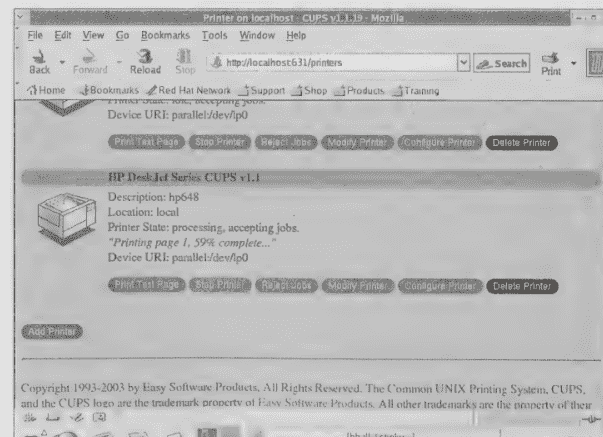 Printer on localhost - CUPS v1.1.19 - Mozilla
File Edit View Go Bookmarks Tools Window Help
Back Forward Reload Stop http://localhost:631/printers Search Print
Home Bookmarks Red Hat Network Support Shop Products Training
Printer State: idle, accepting jobs.
Device URI: parallel:/dev/lp0
Print Test Page Stop Printer Reject Jobs Modify Printer Configure Printer Delete Printer
HP DeskJet Series CUPS v1.1
Description: hp648
Location: local
Printer State: processing, accepting jobs.
"Printing page 1, 59% complete..."
Device URI: parallel:/dev/lp0
Print Test Page Stop Printer Reject Jobs Modify Printer Configure Printer Delete Printer
Add Printer
Copyright 1993-2003 by Easy Software Products, All Rights Reserved. The Common UNIX Printing System, CUPS,
and the CUPS logo are the trademark property of Easy Software Products. All other trademarks are the property of their